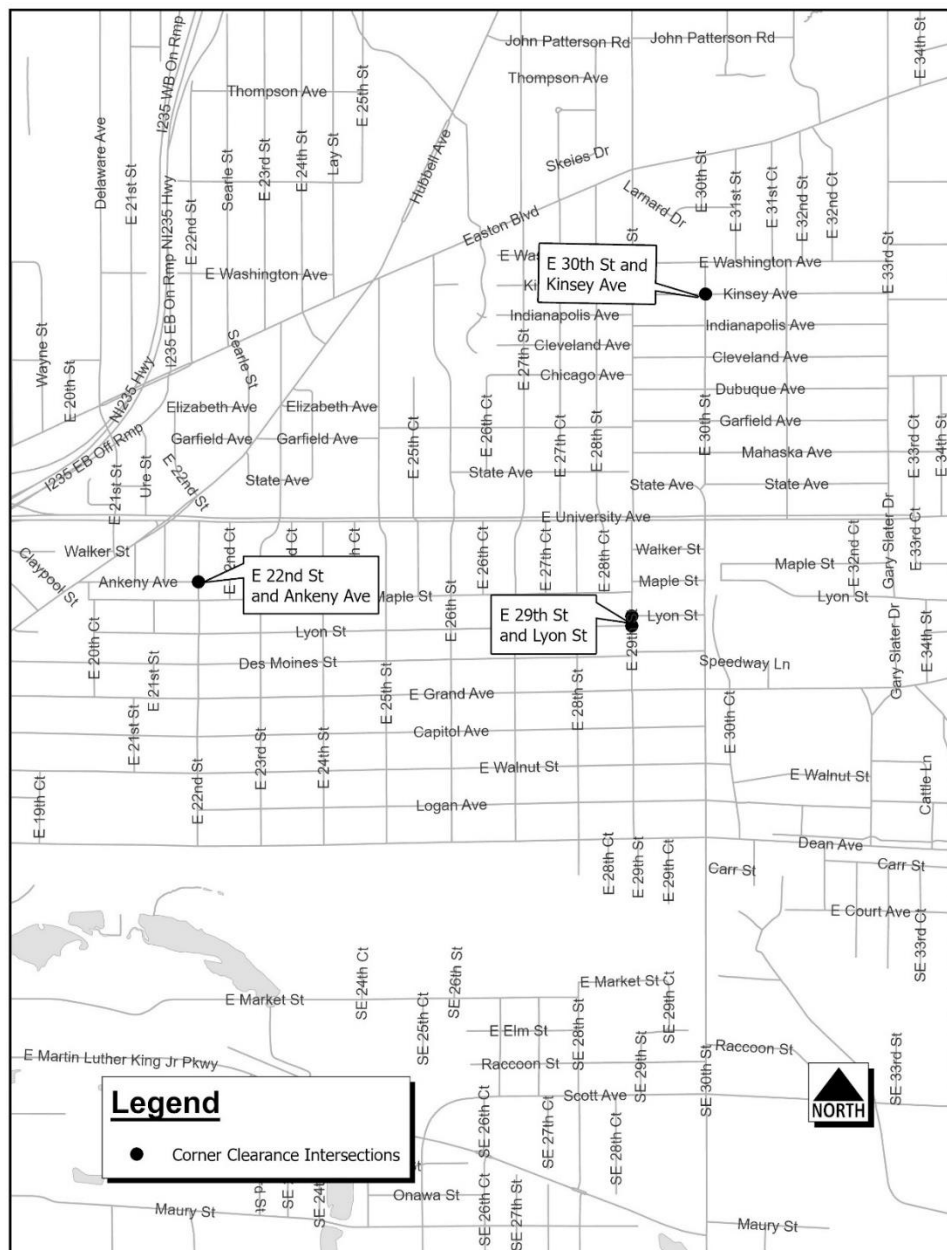 John Patterson Rd
John Patterson Rd
E 34th St
I235 WB On Rmp
Thompson Ave
E 25th St
Thompson Ave
Delaware Ave
E 21st St
Searle St
E 23rd St
E 24th St
Lay St
Hubbell Ave
Skeies Dr
E 30th St
E 31st St
E 31st Ct
E 32nd St
E 32nd Ct
Larnard Dr
NI235 Hwy
E 22nd St
Easton Blvd
St
E 33rd St
E Washington Ave
E Wa
E Washington Ave
E 30th St and
Kinsey Ave
Ki
Kinsey Ave
I235 EB On Rmp
Indianapolis Ave
Indianapolis Ave
Wayne St
E 20th St
NI235 Hwy
Searle St
E 27th St
Cleveland Ave
Cleveland Ave
Chicago Ave
Dubuque Ave
Elizabeth Ave
Elizabeth Ave
E 25th Ct
E 26th Ct
E 27th Ct
E 28th St
E 30th St
Garfield Ave
E 33rd Ct
E 34th St
Garfield Ave
Garfield Ave
Mahaska Ave
I235 EB Off Rmp
E 21st St
Ure St
E 22nd St
State Ave
State Ave
State Ave
State Ave
E University Ave
Gary Slater Dr
E 33rd Ct
Claypool St
Walker St
2nd Ct
d Ct
h Ct
E 26th Ct
E 27th Ct
E 28th Ct
Walker St
Maple St
E 32nd Ct
Ankeny Ave
E 22nd St
and Ankeny Ave
Maple St
E 26th St
Maple St
Lyon St
E 29th St
and Lyon St
Lyon St
Lyon St
E 20th Ct
E 21st St
Des Moines St
E 29th St
Speedway Ln
Gary Slater Dr
E 34th St
E 25th St
E Grand Ave
E 28th St
E 30th Ct
E 21st St
E 23rd St
E 24th St
Capitol Ave
E 19th Ct
E 22nd St
E Walnut St
E Walnut St
Cattle Ln
Logan Ave
E 28th Ct
E 29th St
E 29th Ct
Dean Ave
Carr St
Carr St
E Court Ave
SE 33rd Ct
SE 24th Ct
SE 26th St
E Market St
E Market St
SE 25th Ct
SE 28th St
SE 29th Ct
E Elm St
E Martin Luther King Jr Pkwy
Raccoon St
SE 29th St
SE 30th St
Raccoon St
SE 33rd St
NORTH
Legend
Corner Clearance Intersections
Scott Ave
SE 26th Ct
SE 27th Ct
SE 28th Ct
Onawa St
SE 24th
SE 26th Ct
SE 27th St
Maury St
Maury St